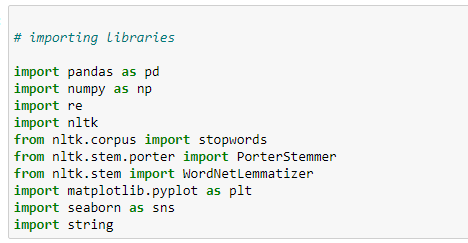 # importing libraries
import pandas as pd
import numpy as np
import re
import nltk
from nltk.corpus import stopwords
from nltk.stem.porter import PorterStemmer
from nltk.stem import WordNetLemmatizer
import matplotlib.pyplot as plt
import seaborn as sns
import string